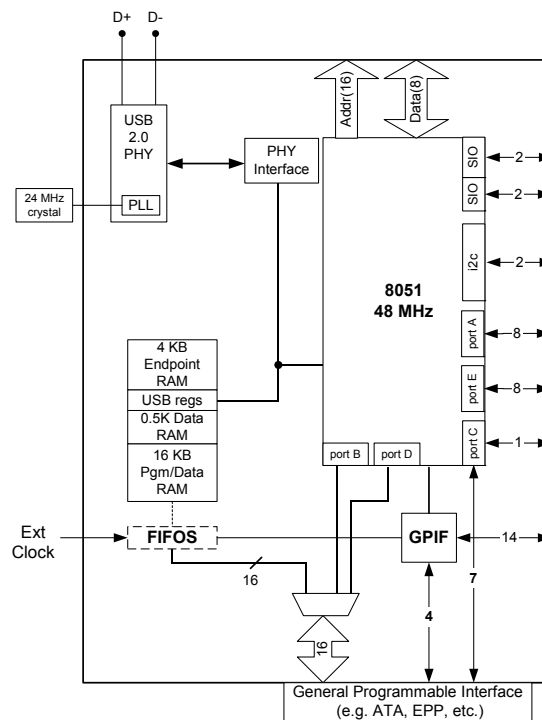 D+ D-
Addr(16)
Data(8)
USB
2.0
PHY
PLL
24 MHz
crystal
PHY
Interface
SIO
2
SIO
2
i2c
2
8051
48 MHz
port A
8
port E
8
port C
1
port B
port D
4 KB
Endpoint
RAM
USB regs
0.5K Data
RAM
16 KB
Pgm/Data
RAM
Ext
Clock
FIFOS
16
GPIF
14
7
4
16
General Programmable Interface
(e.g. ATA, EPP, etc.)